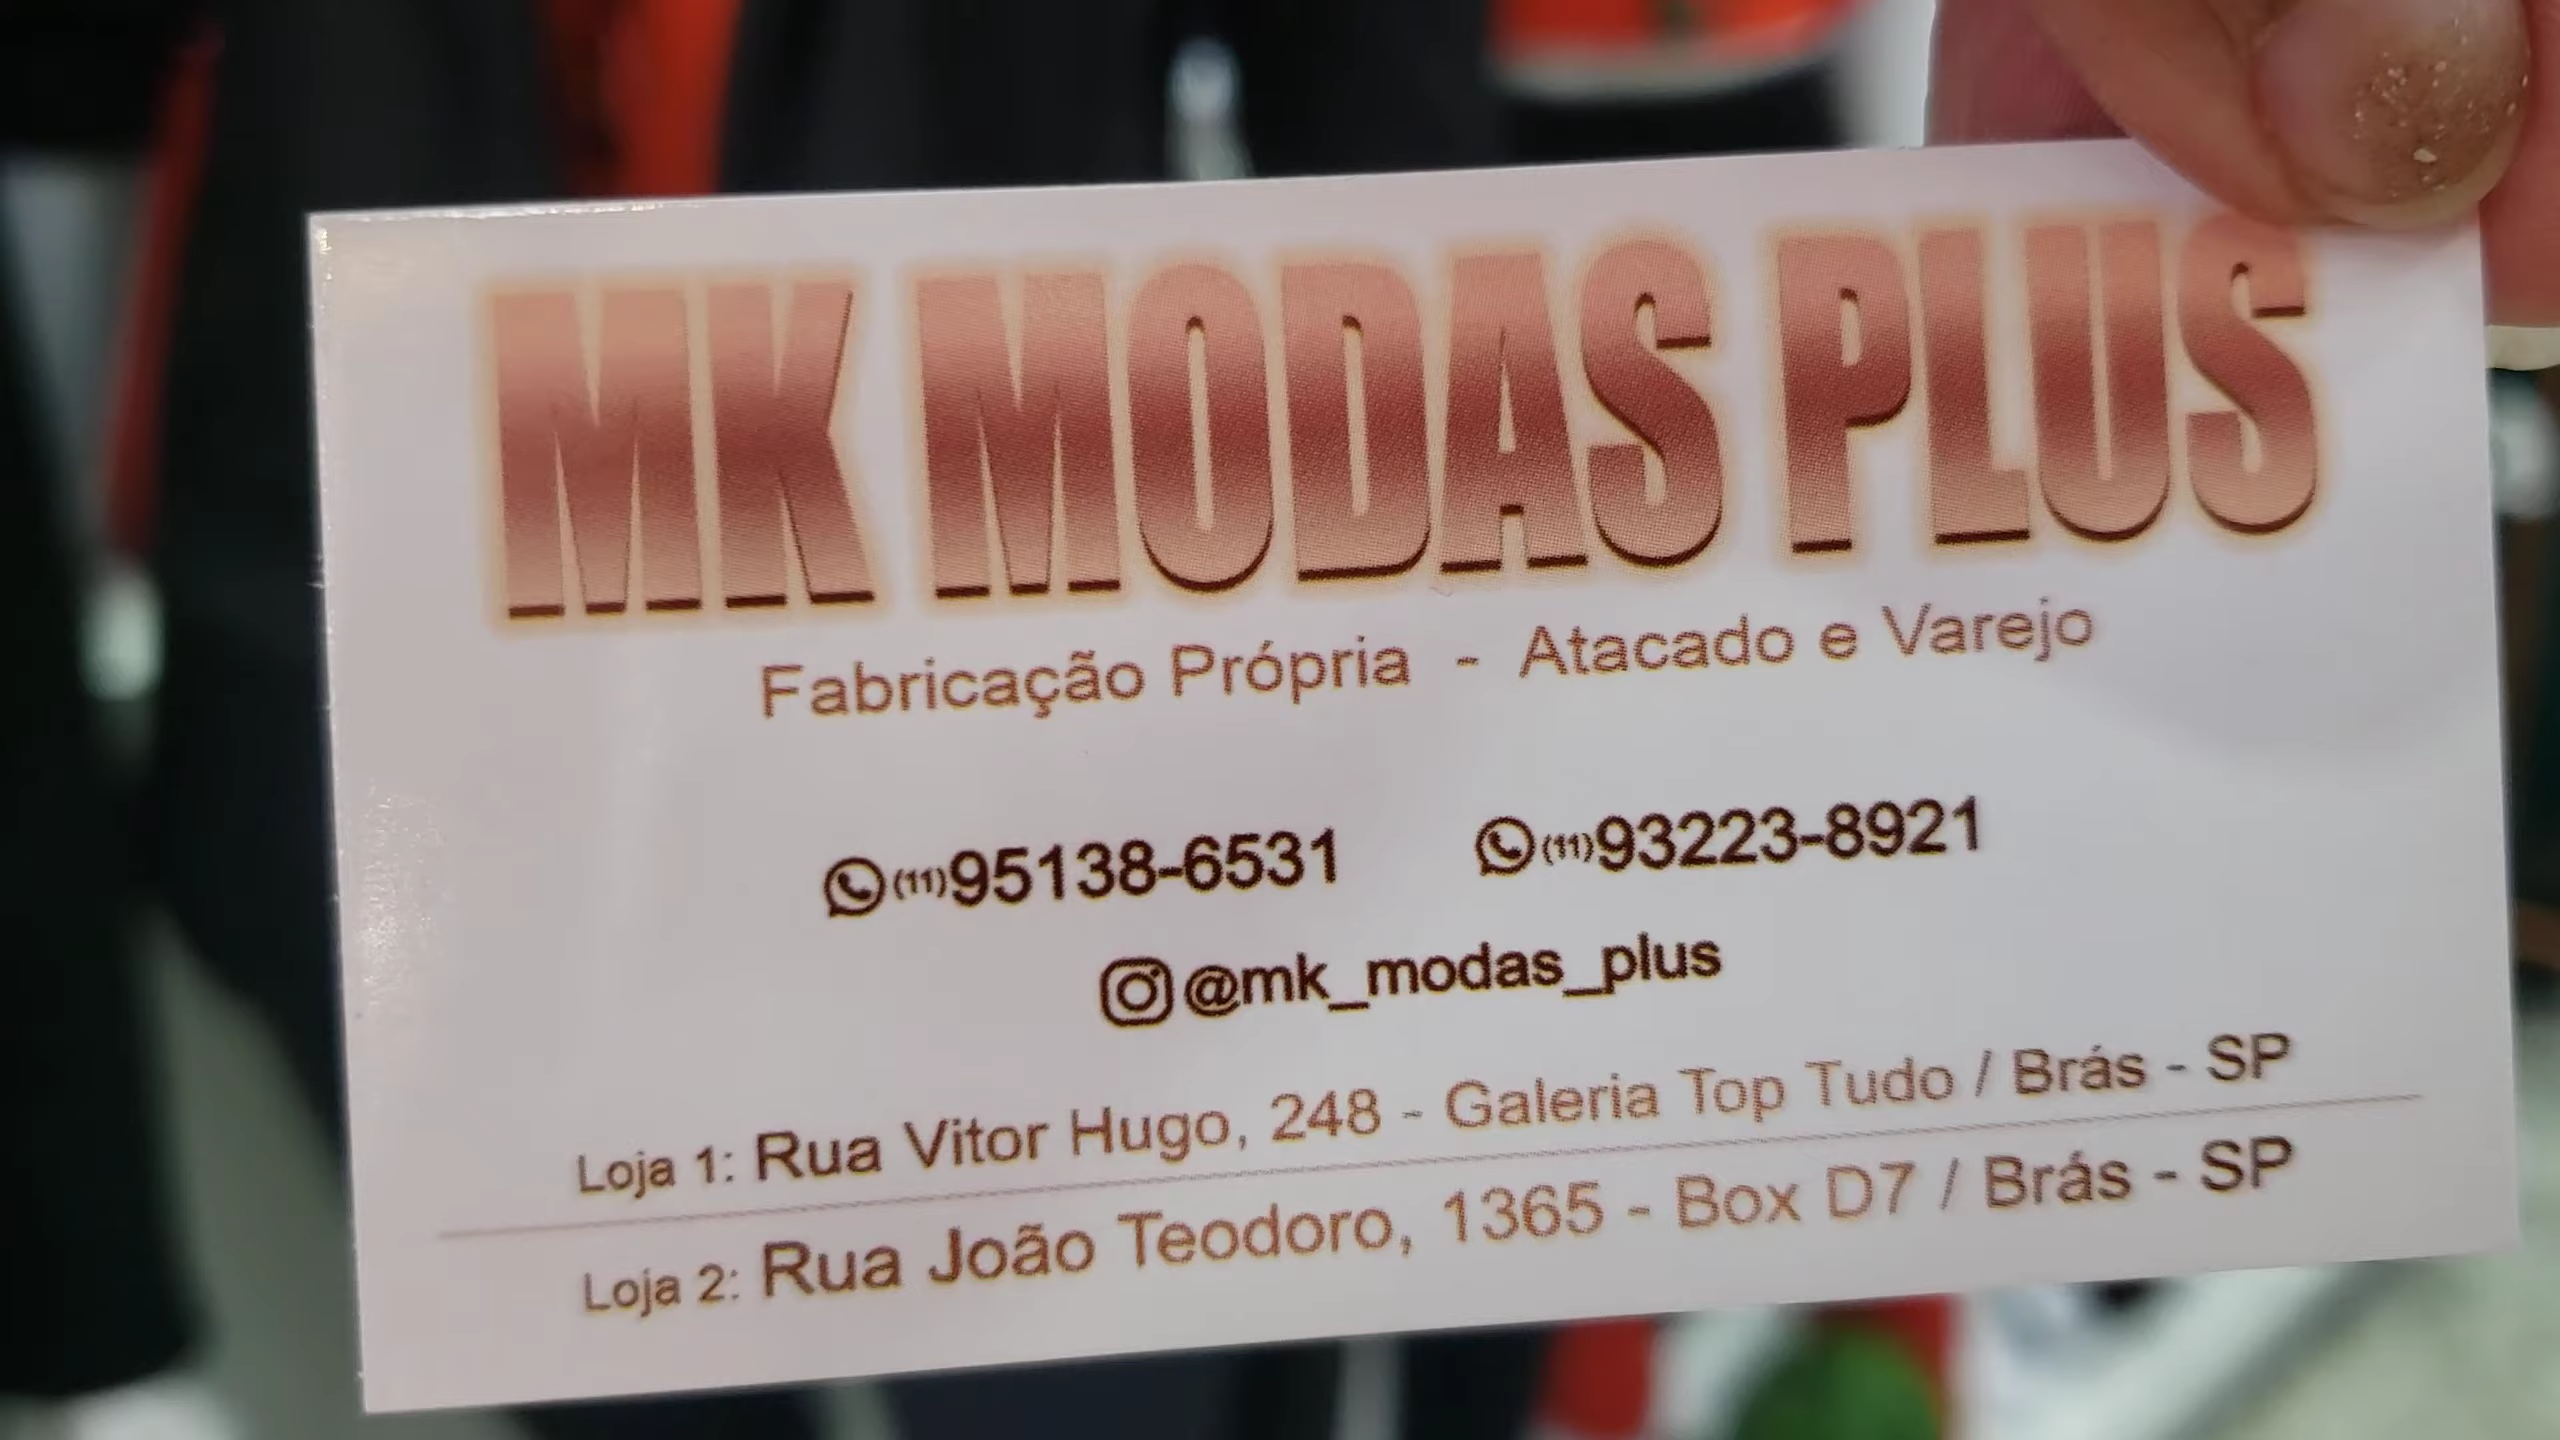 MK MODAS PLUS
Fabricação Própria - Atacado e Varejo
(11)95138-6531 (11)93223-8921
@mk_modas_plus
Loja 1: Rua Vitor Hugo, 248 - Galeria Top Tudo / Brás - SP
Loja 2: Rua João Teodoro, 1365 - Box D7 / Brás - SP